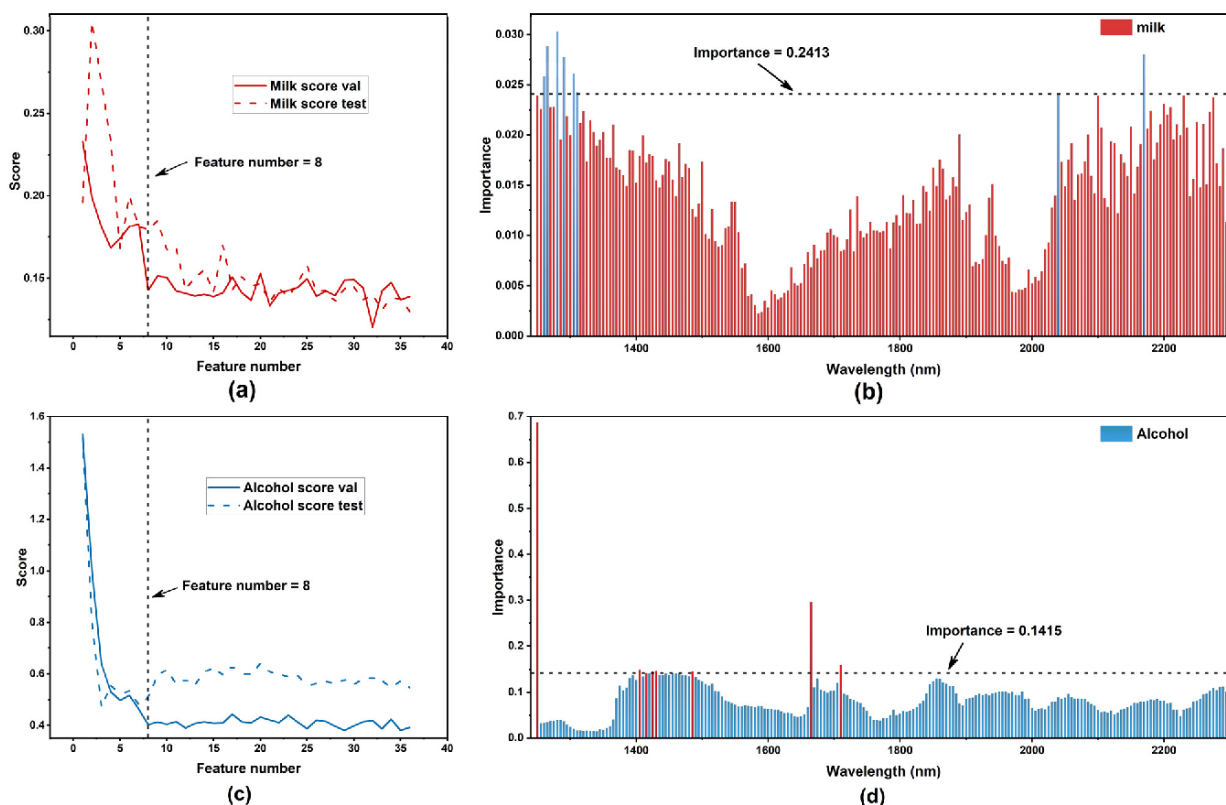 0.30
0.25
0.20
0.15
Score
Milk score val
Milk score test
Feature number = 8
0
5
10
15
20
25
30
35
40
Feature number
(a)
0.030
0.025
0.020
0.015
0.010
0.005
0.000
Importance
Importance = 0.2413
milk
1400
1600
1800
2000
2200
Wavelength (nm)
(b)
1.6
1.4
1.2
1.0
0.8
0.6
0.4
Score
Alcohol score val
Alcohol score test
Feature number = 8
0
5
10
15
20
25
30
35
40
Feature number
(c)
0.7
0.6
0.5
0.4
0.3
0.2
0.1
0.0
Importance
Alcohol
Importance = 0.1415
1400
1600
1800
2000
2200
Wavelength (nm)
(d)